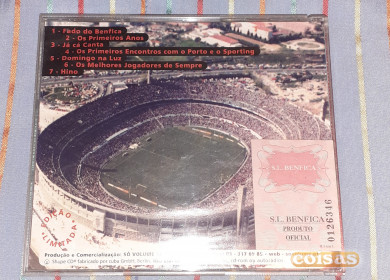 1 - Fado do Benfica
2 - Os Primeiros Anos
3 - Já cá Canta
4 - Os Primeiros Encontros com o Porto e o Sporting
5 - Domingo na Luz
6 - Os Melhores Jogadores de Sempre
7 - Hino
S.L. BENFICA
S.L. BENFICA
PRODUTO
OFICIAL
0126346
EDIÇÃO
LIMITADA
Produção e Comercialização: SÓ
coisas